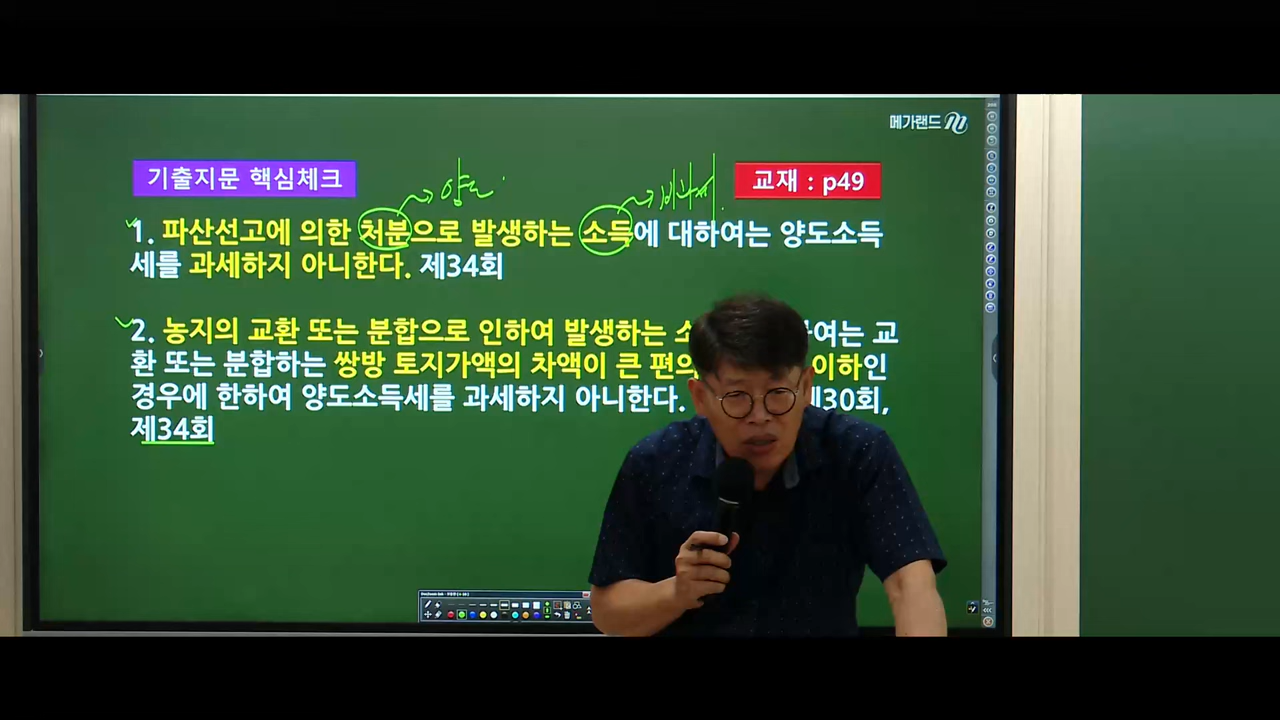 메가랜드
기출지문 핵심체크
양도
비과세
교재 : p49
1. 파산선고에 의한 처분으로 발생하는 소득에 대하여는 양도소득
세를 과세하지 아니한다. 제34회
2. 농지의 교환 또는 분합으로 인하여 발생하는 여는 교
환 또는 분합하는 쌍방 토지가액의 차액이 큰 편의 이하인
경우에 한하여 양도소득세를 과세하지 아니한다. 제30회,
제34회